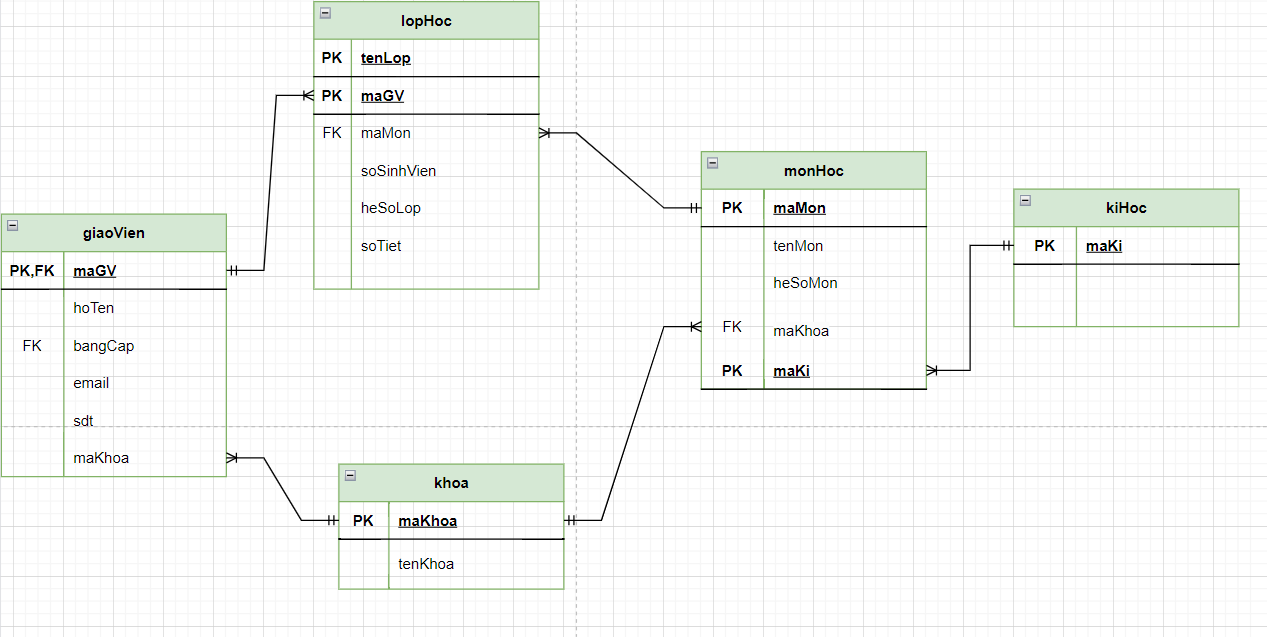 lopHoc
PK tenLop
PK maGV
FK maMon
soSinhVien
heSoLop
soTiet
giaoVien
PK,FK maGV
hoTen
FK bangCap
email
sdt
maKhoa
khoa
PK maKhoa
tenKhoa
monHoc
PK maMon
tenMon
heSoMon
FK maKhoa
PK maKi
kiHoc
PK maKi